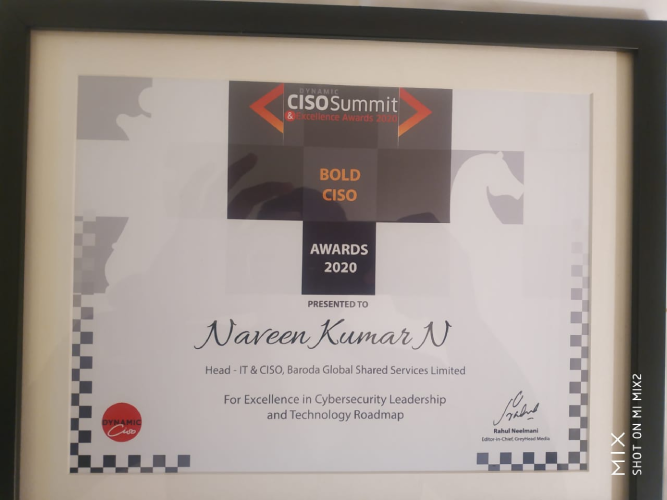 DYNAMIC
CISO Summit
& Excellence Awards 2020
BOLD
CISO
AWARDS
2020
PRESENTED TO
Naveen Kumar N
Head - IT & CISO, Baroda Global Shared Services Limited
For Excellence in Cybersecurity Leadership
and Technology Roadmap
DYNAMIC
CISO
Rahul Neelmani
Editor-in-Chief, GreyHead Media
MIX
SHOT ON MI MIX2